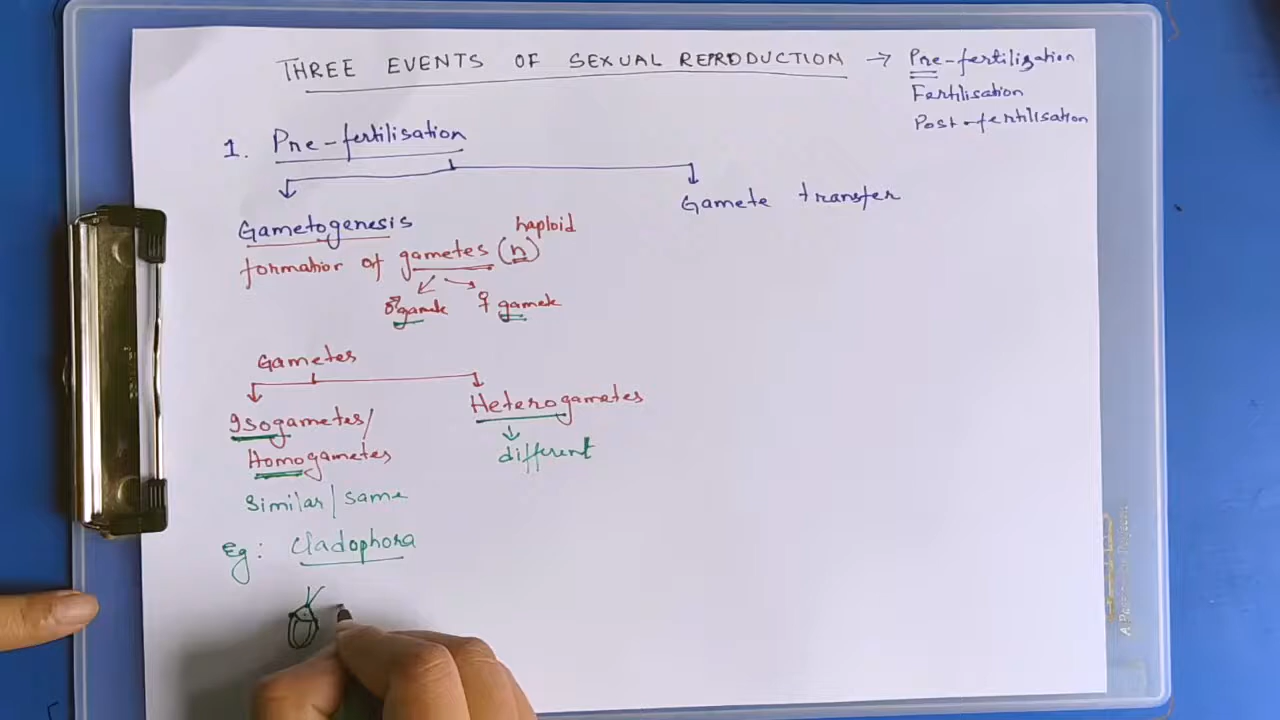 THREE EVENTS OF SEXUAL REPRODUCTION → Pre-fertilization
Fertilisation
Post-fertilisation
1. Pre-fertilisation
Gametogenesis
Gamete transfer
haploid
formation of gametes (n)
♂ gamete ♀ gamete
Gametes
Isogametes/
Homogametes
Heterogametes
different
Similar/same
Eg: Cladophora